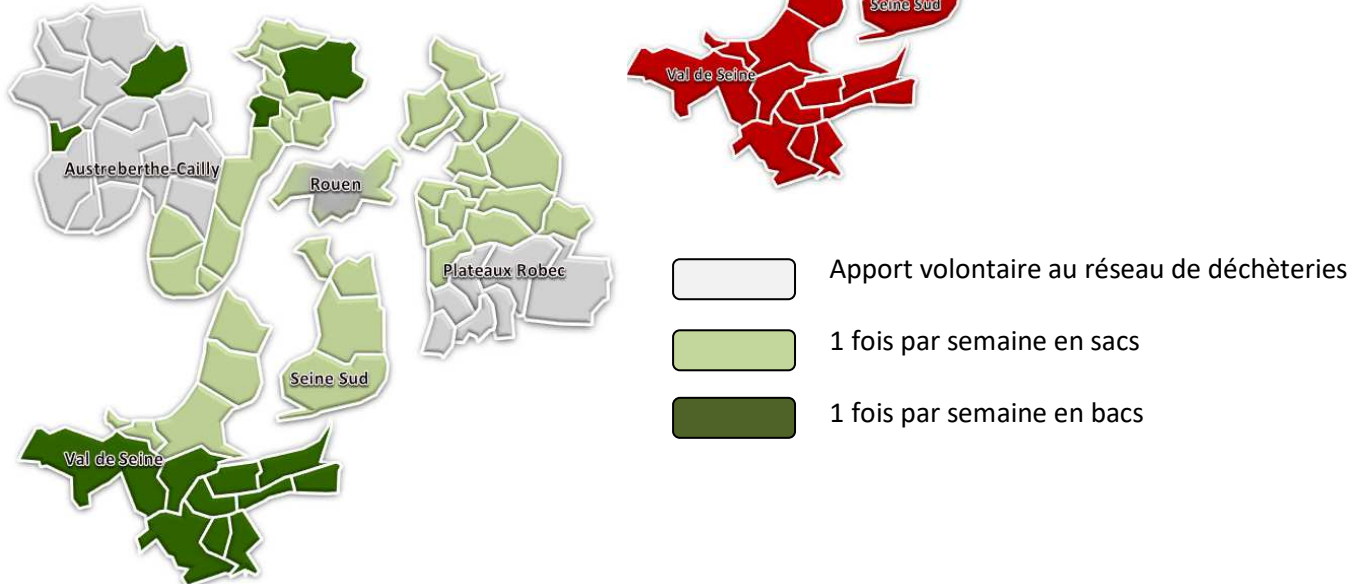 Seine Sud
Val de Seine
Austreberthe-Cailly
Rouen
Plateaux Robec
Seine Sud
Val de Seine
Apport volontaire au réseau de déchèteries
1 fois par semaine en sacs
1 fois par semaine en bacs